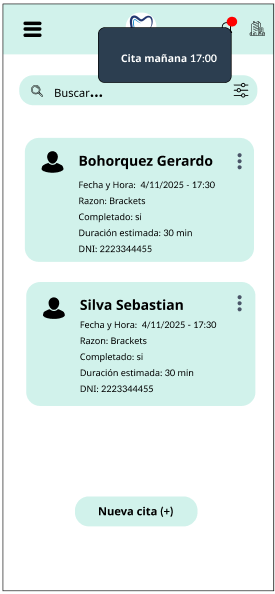 Cita mañana 17:00
Buscar...
Bohorquez Gerardo
Fecha y Hora: 4/11/2025 - 17:30
Razon: Brackets
Completado: si
Duración estimada: 30 min
DNI: 2223344455
Silva Sebastian
Fecha y Hora: 4/11/2025 - 17:30
Razon: Brackets
Completado: si
Duración estimada: 30 min
DNI: 2223344455
Nueva cita (+)